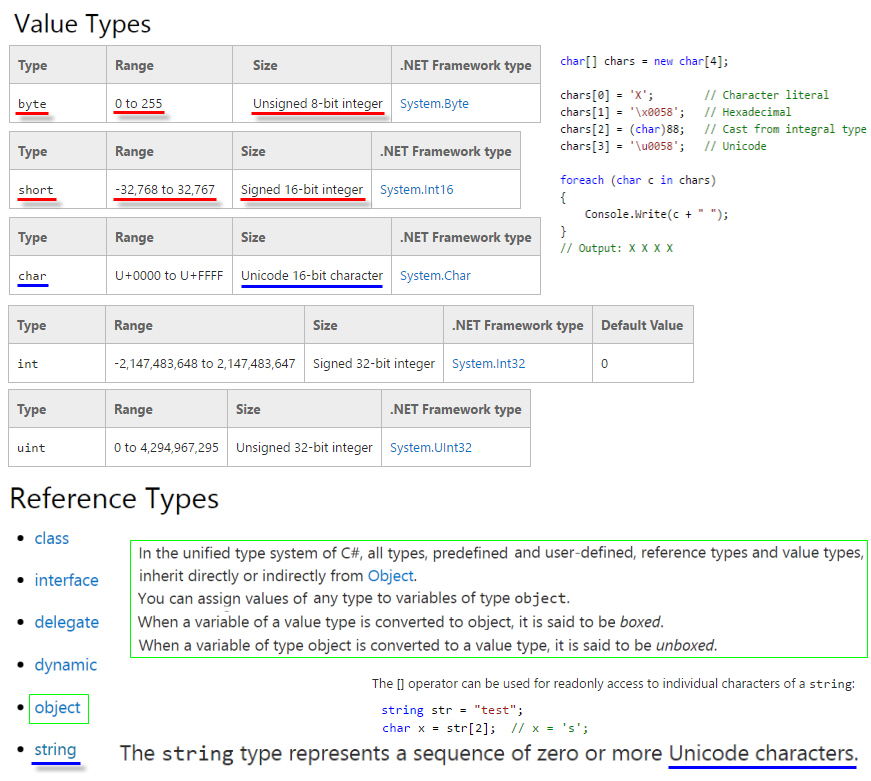 Value Types
Type Range Size .NET Framework type
byte 0 to 255 Unsigned 8-bit integer System.Byte
Type Range Size .NET Framework type
short -32,768 to 32,767 Signed 16-bit integer System.Int16
Type Range Size .NET Framework type
char U+0000 to U+FFFF Unicode 16-bit character System.Char
char[] chars = new char[4];
chars[0] = 'X';        // Character literal
chars[1] = '\x0058';   // Hexadecimal
chars[2] = (char)88;   // Cast from integral type
chars[3] = '\u0058';   // Unicode
foreach (char c in chars)
{
    Console.Write(c + " ");
}
// Output: X X X X
Type Range Size .NET Framework type Default Value
int -2,147,483,648 to 2,147,483,647 Signed 32-bit integer System.Int32 0
Type Range Size .NET Framework type
uint 0 to 4,294,967,295 Unsigned 32-bit integer System.UInt32
Reference Types
• class
• interface
• delegate
• dynamic
• object
• string
In the unified type system of C#, all types, predefined and user-defined, reference types and value types,
inherit directly or indirectly from Object.
You can assign values of any type to variables of type object.
When a variable of a value type is converted to object, it is said to be boxed.
When a variable of type object is converted to a value type, it is said to be unboxed.
The [] operator can be used for readonly access to individual characters of a string:
string str = "test";
char x = str[2];  // x = 's';
The string type represents a sequence of zero or more Unicode characters.